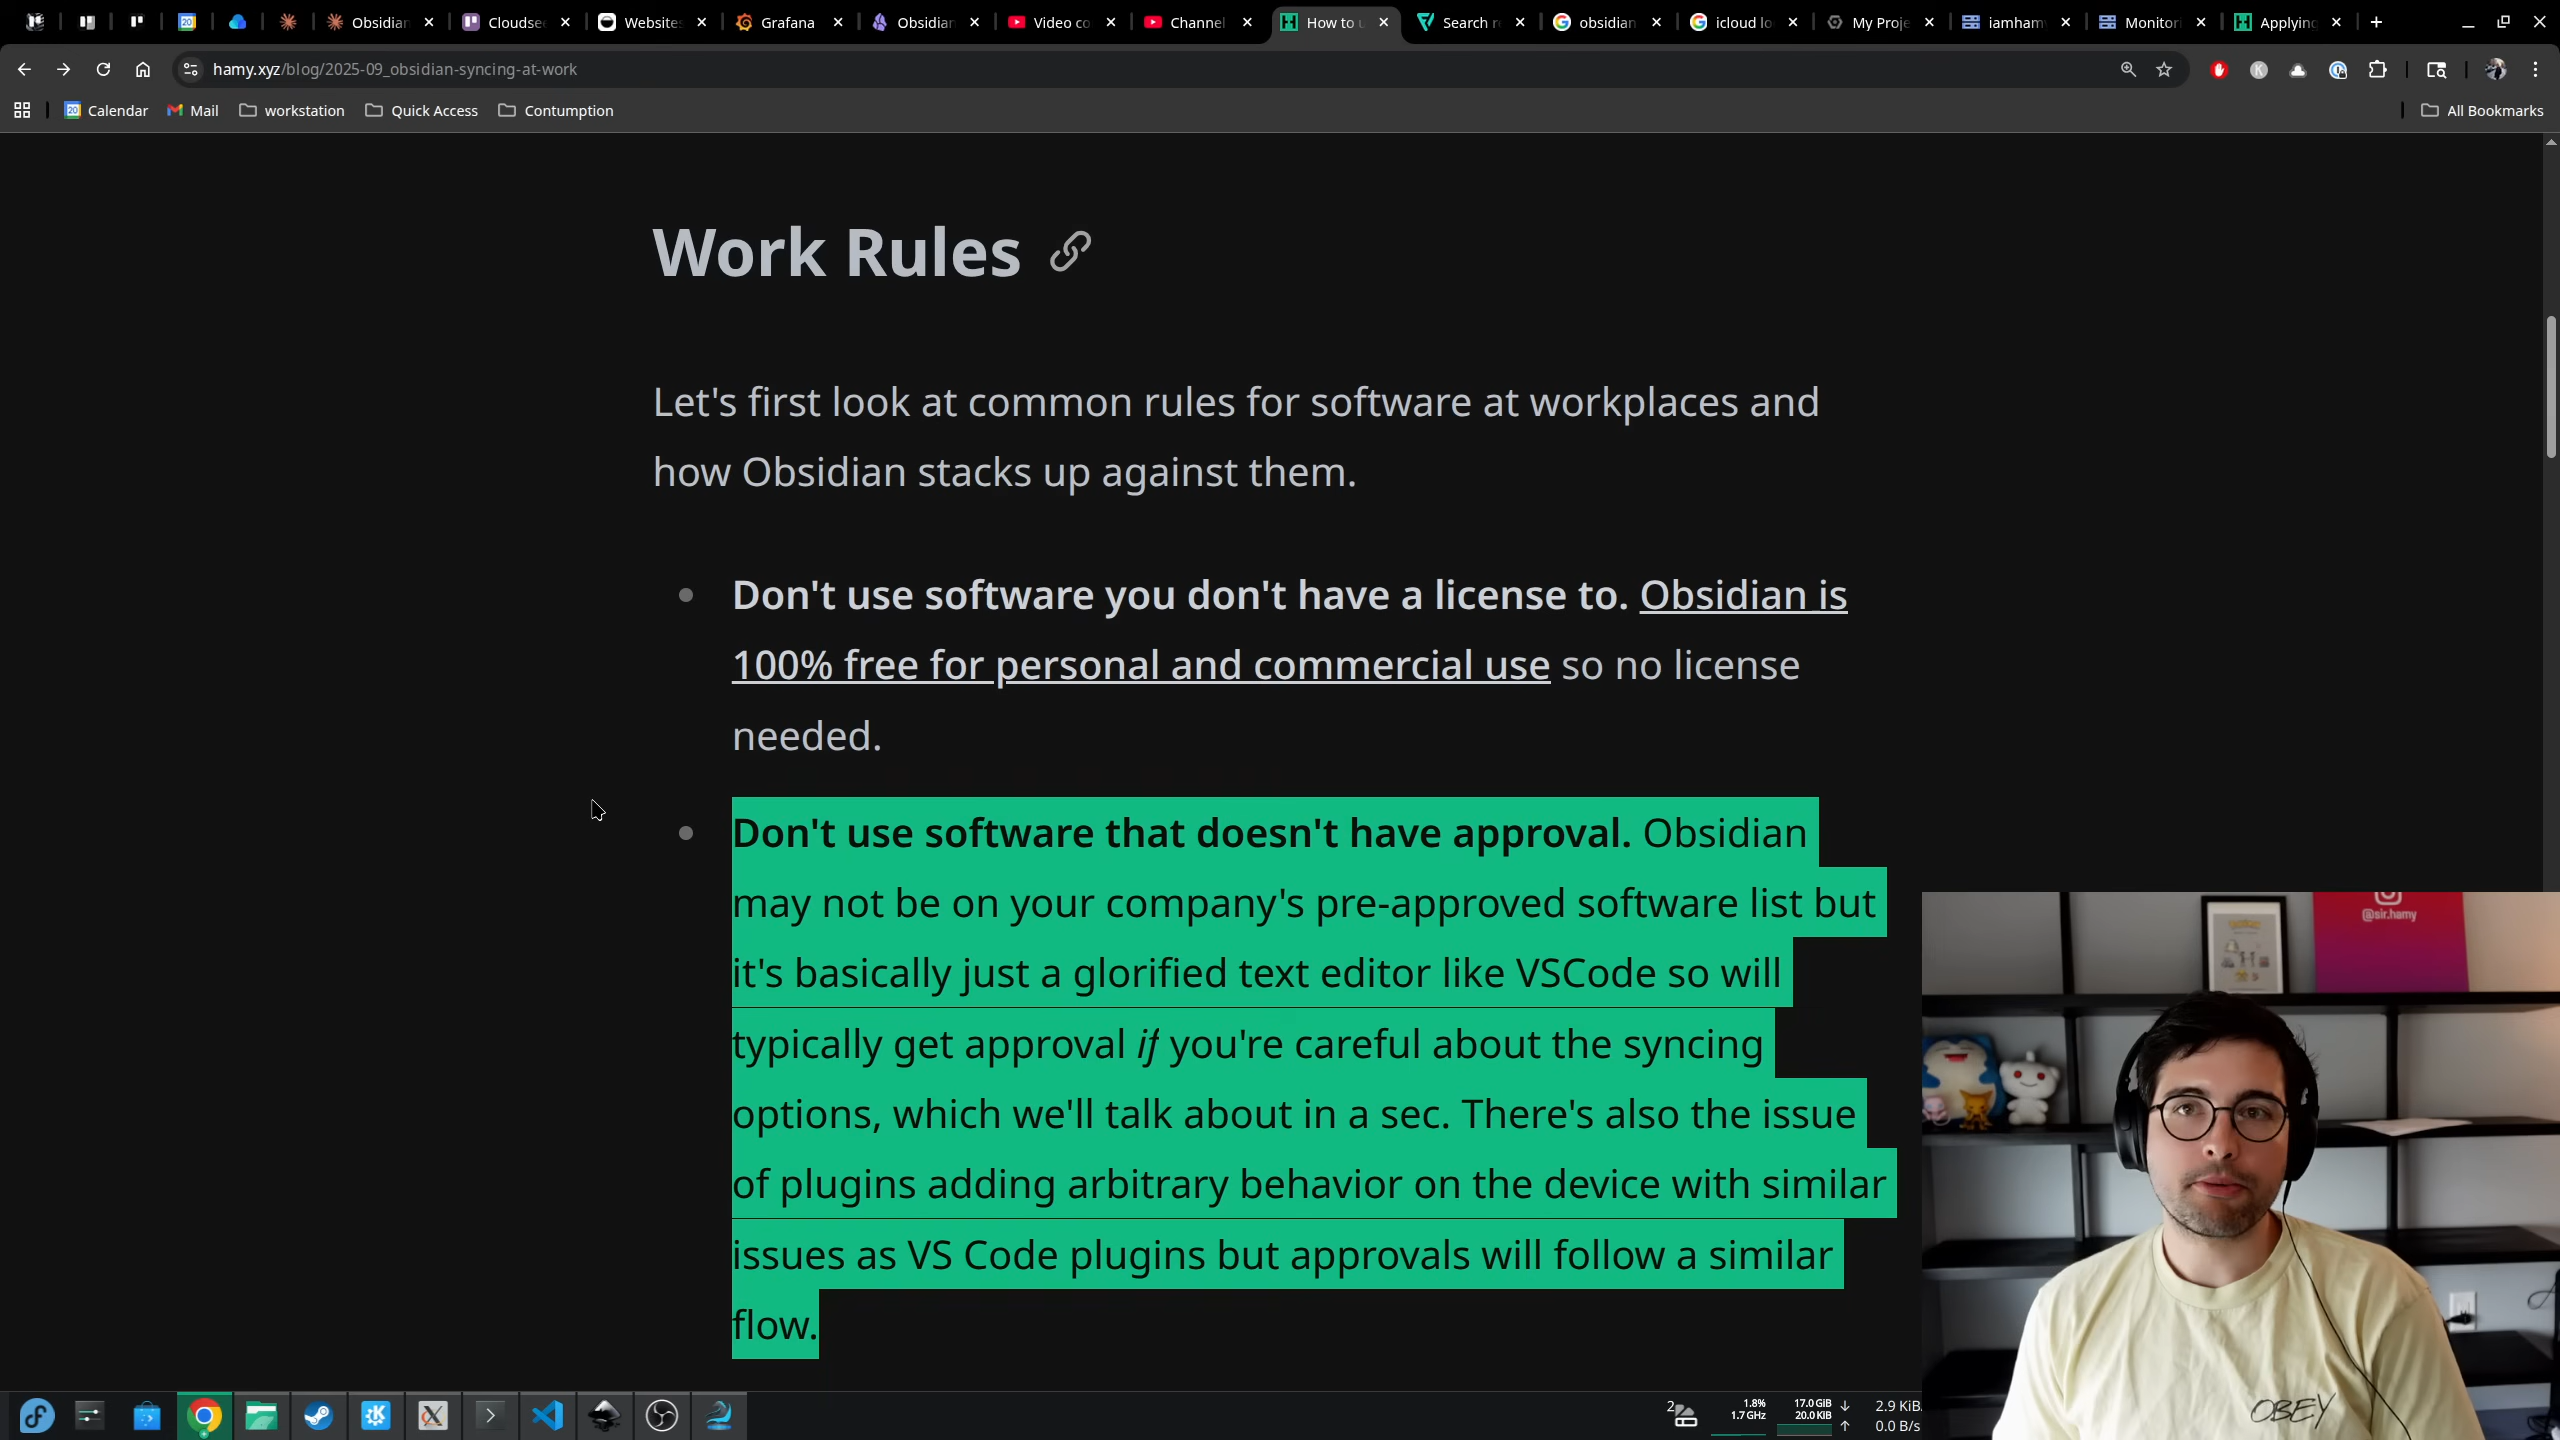 Obsidian
Cloudse
Website
Grafana
Obsidian
Video co
Channel
How to u
Search r
obsidian
icloud lo
My Proje
iamham
Monitor
Applying
hamy.xyz/blog/2025-09_obsidian-syncing-at-work
Calendar
Mail
workstation
Quick Access
Contumption
All Bookmarks
Work Rules
Let's first look at common rules for software at workplaces and
how Obsidian stacks up against them.
Don't use software you don't have a license to. Obsidian is
100% free for personal and commercial use so no license
needed.
Don't use software that doesn't have approval. Obsidian
may not be on your company's pre-approved software list but
it's basically just a glorified text editor like VSCode so will
typically get approval if you're careful about the syncing
options, which we'll talk about in a sec. There's also the issue
of plugins adding arbitrary behavior on the device with similar
issues as VS Code plugins but approvals will follow a similar
flow.
@sir.hamy
OBEY
1.8%
1.7 GHz
17.0 GiB
20.0 KiB
2.9 KiB
0.0 B/s